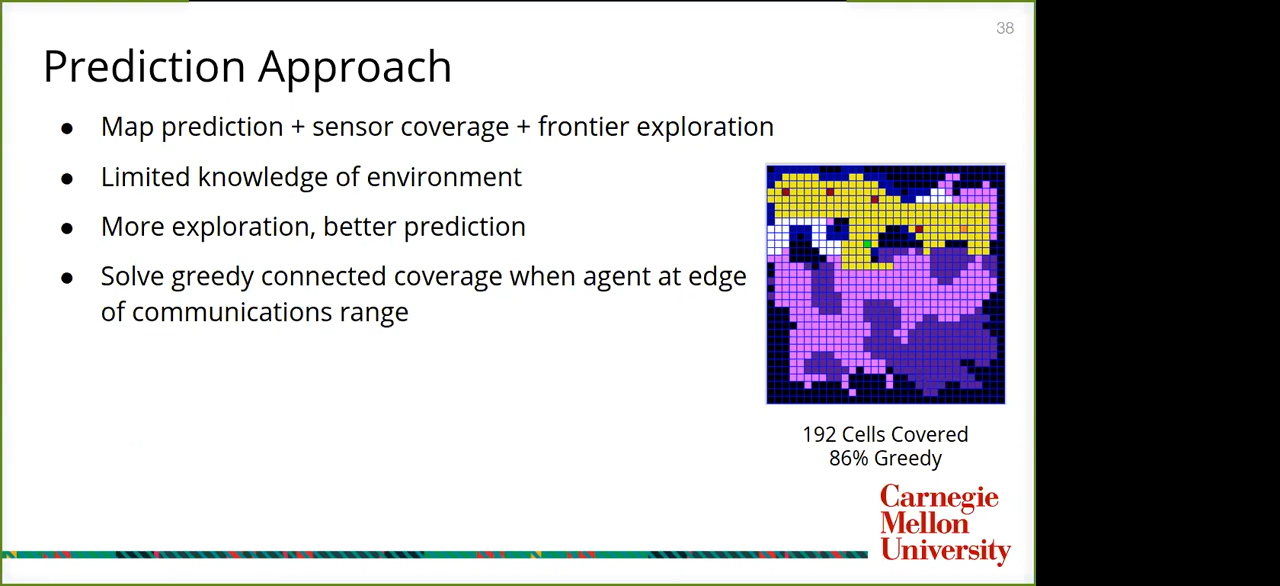 38
Prediction Approach
● Map prediction + sensor coverage + frontier exploration
● Limited knowledge of environment
● More exploration, better prediction
● Solve greedy connected coverage when agent at edge
of communications range
192 Cells Covered
86% Greedy
Carnegie
Mellon
University